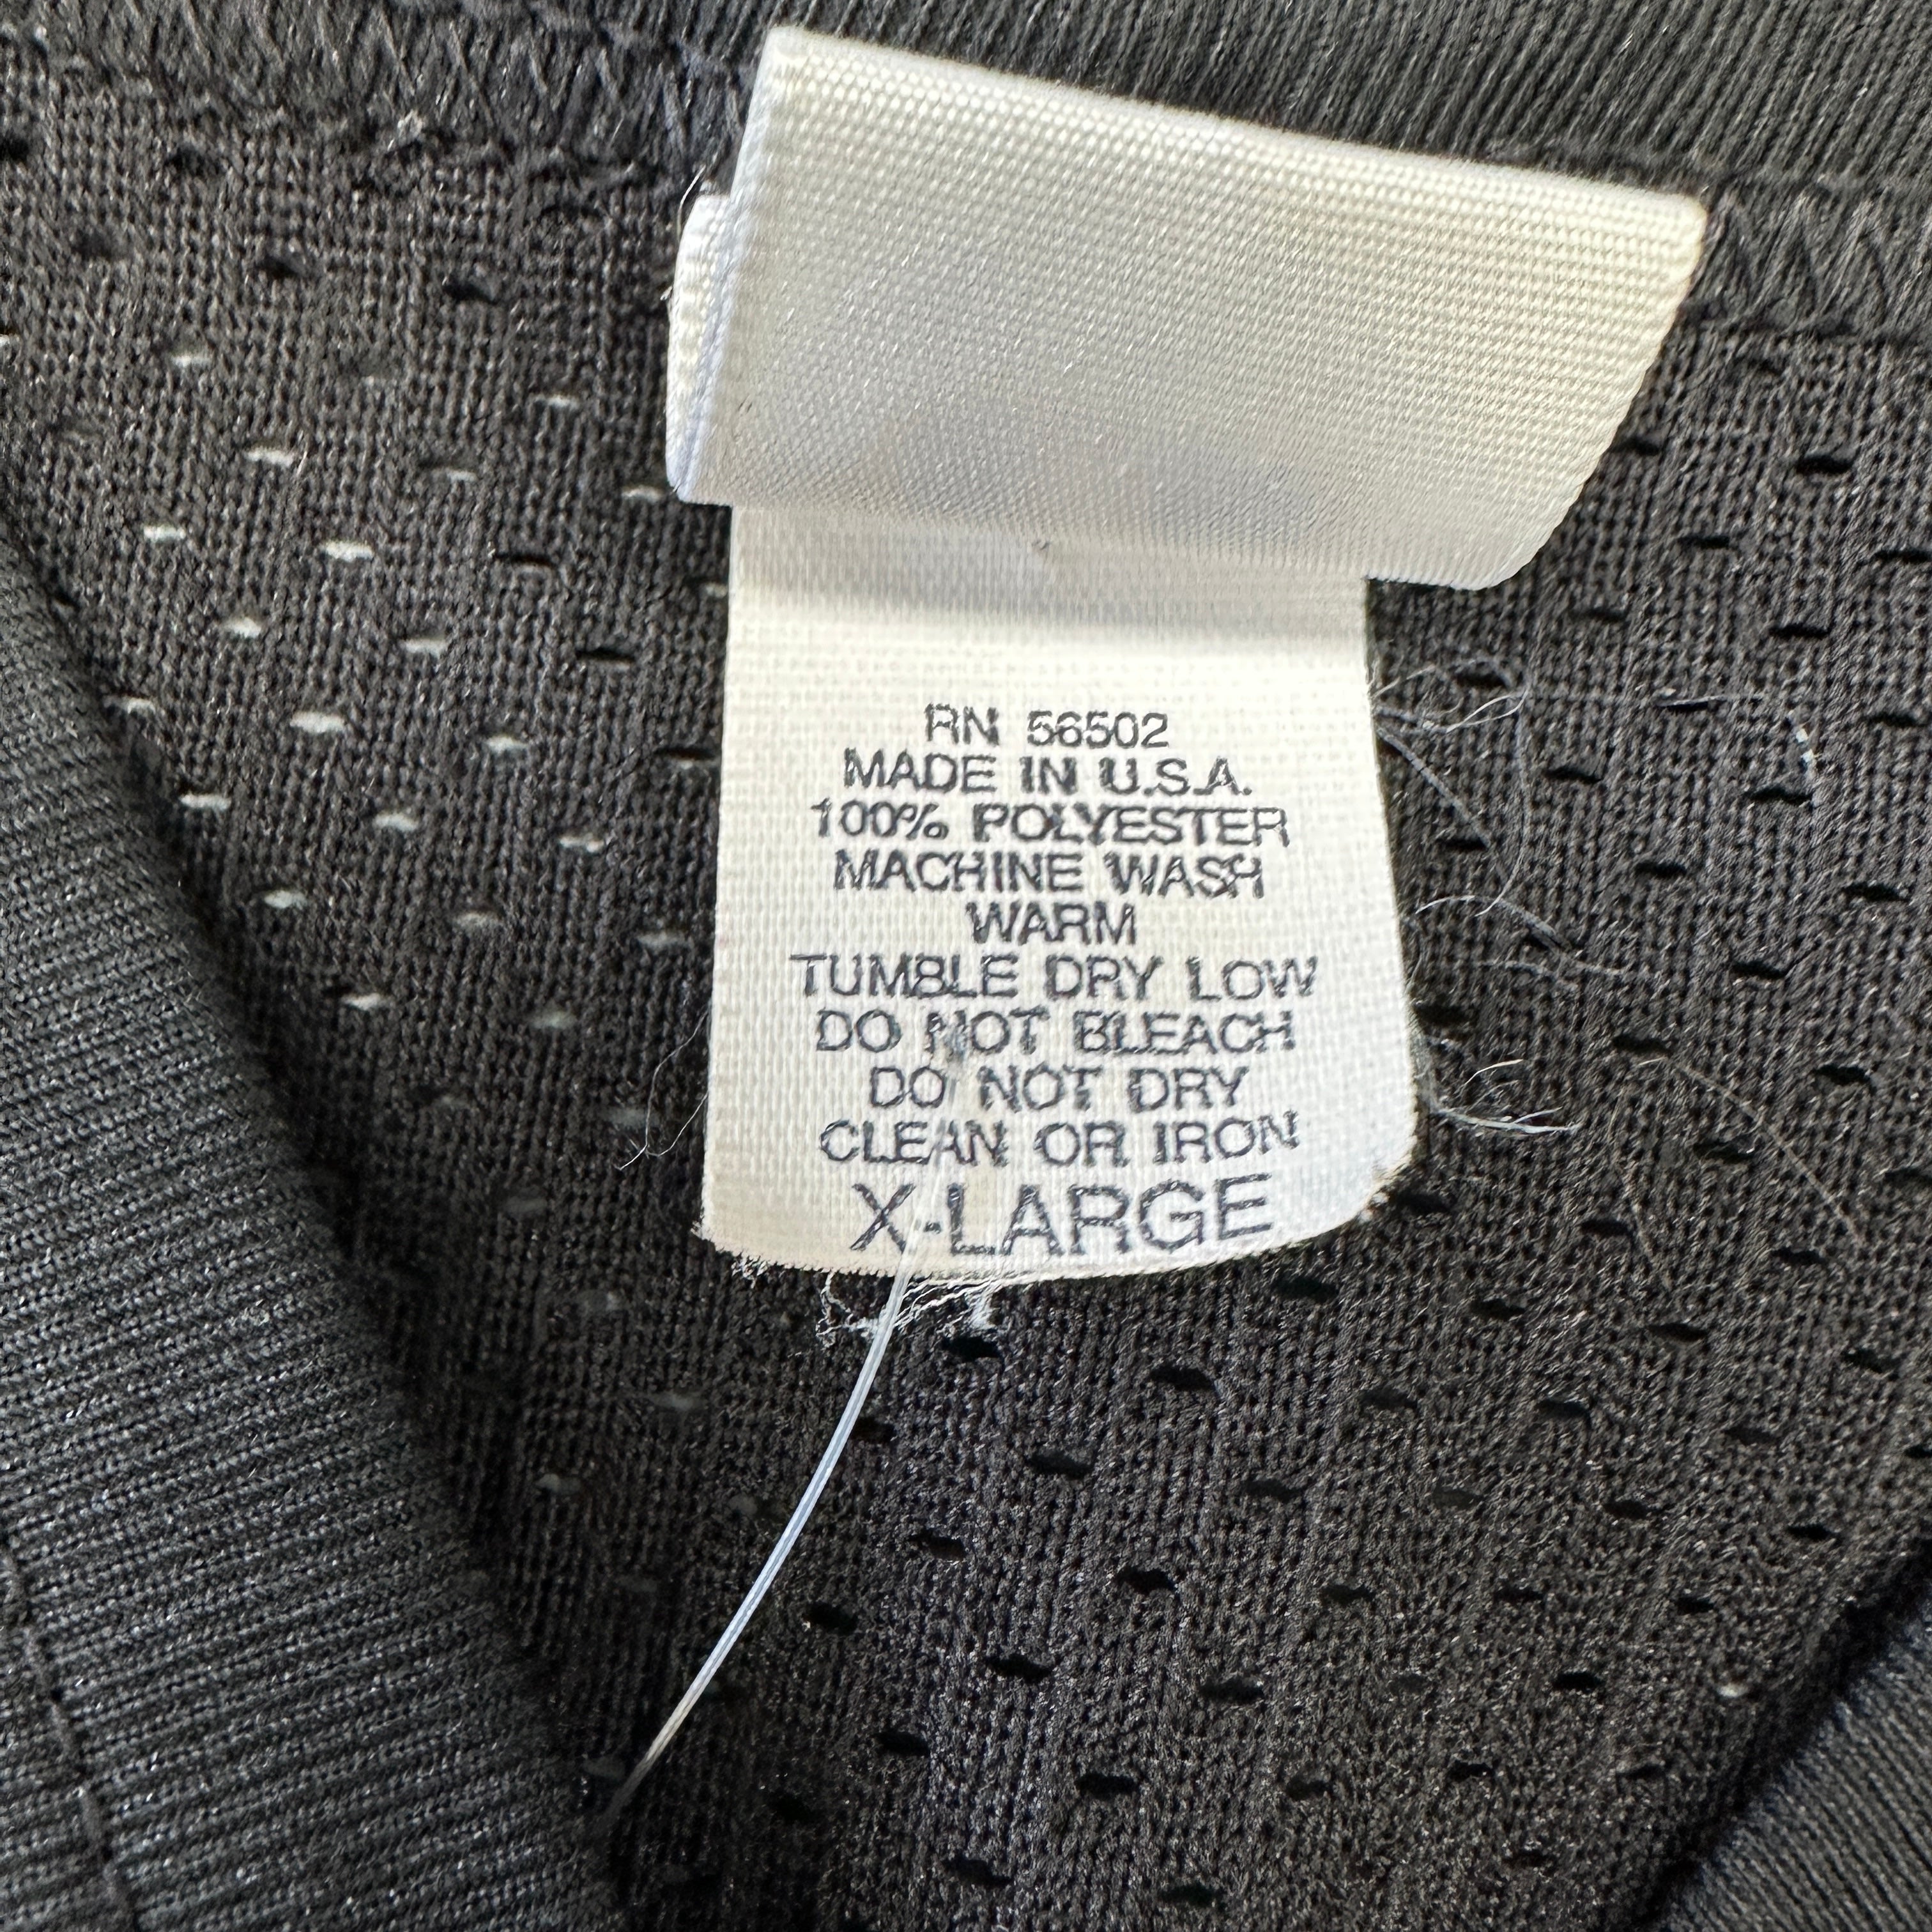 RN 56502
MADE IN U.S.A.
100% POLYESTER
MACHINE WASH
WARM
TUMBLE DRY LOW
DO NOT BLEACH
DO NOT DRY
CLEAN OR IRON
X-LARGE